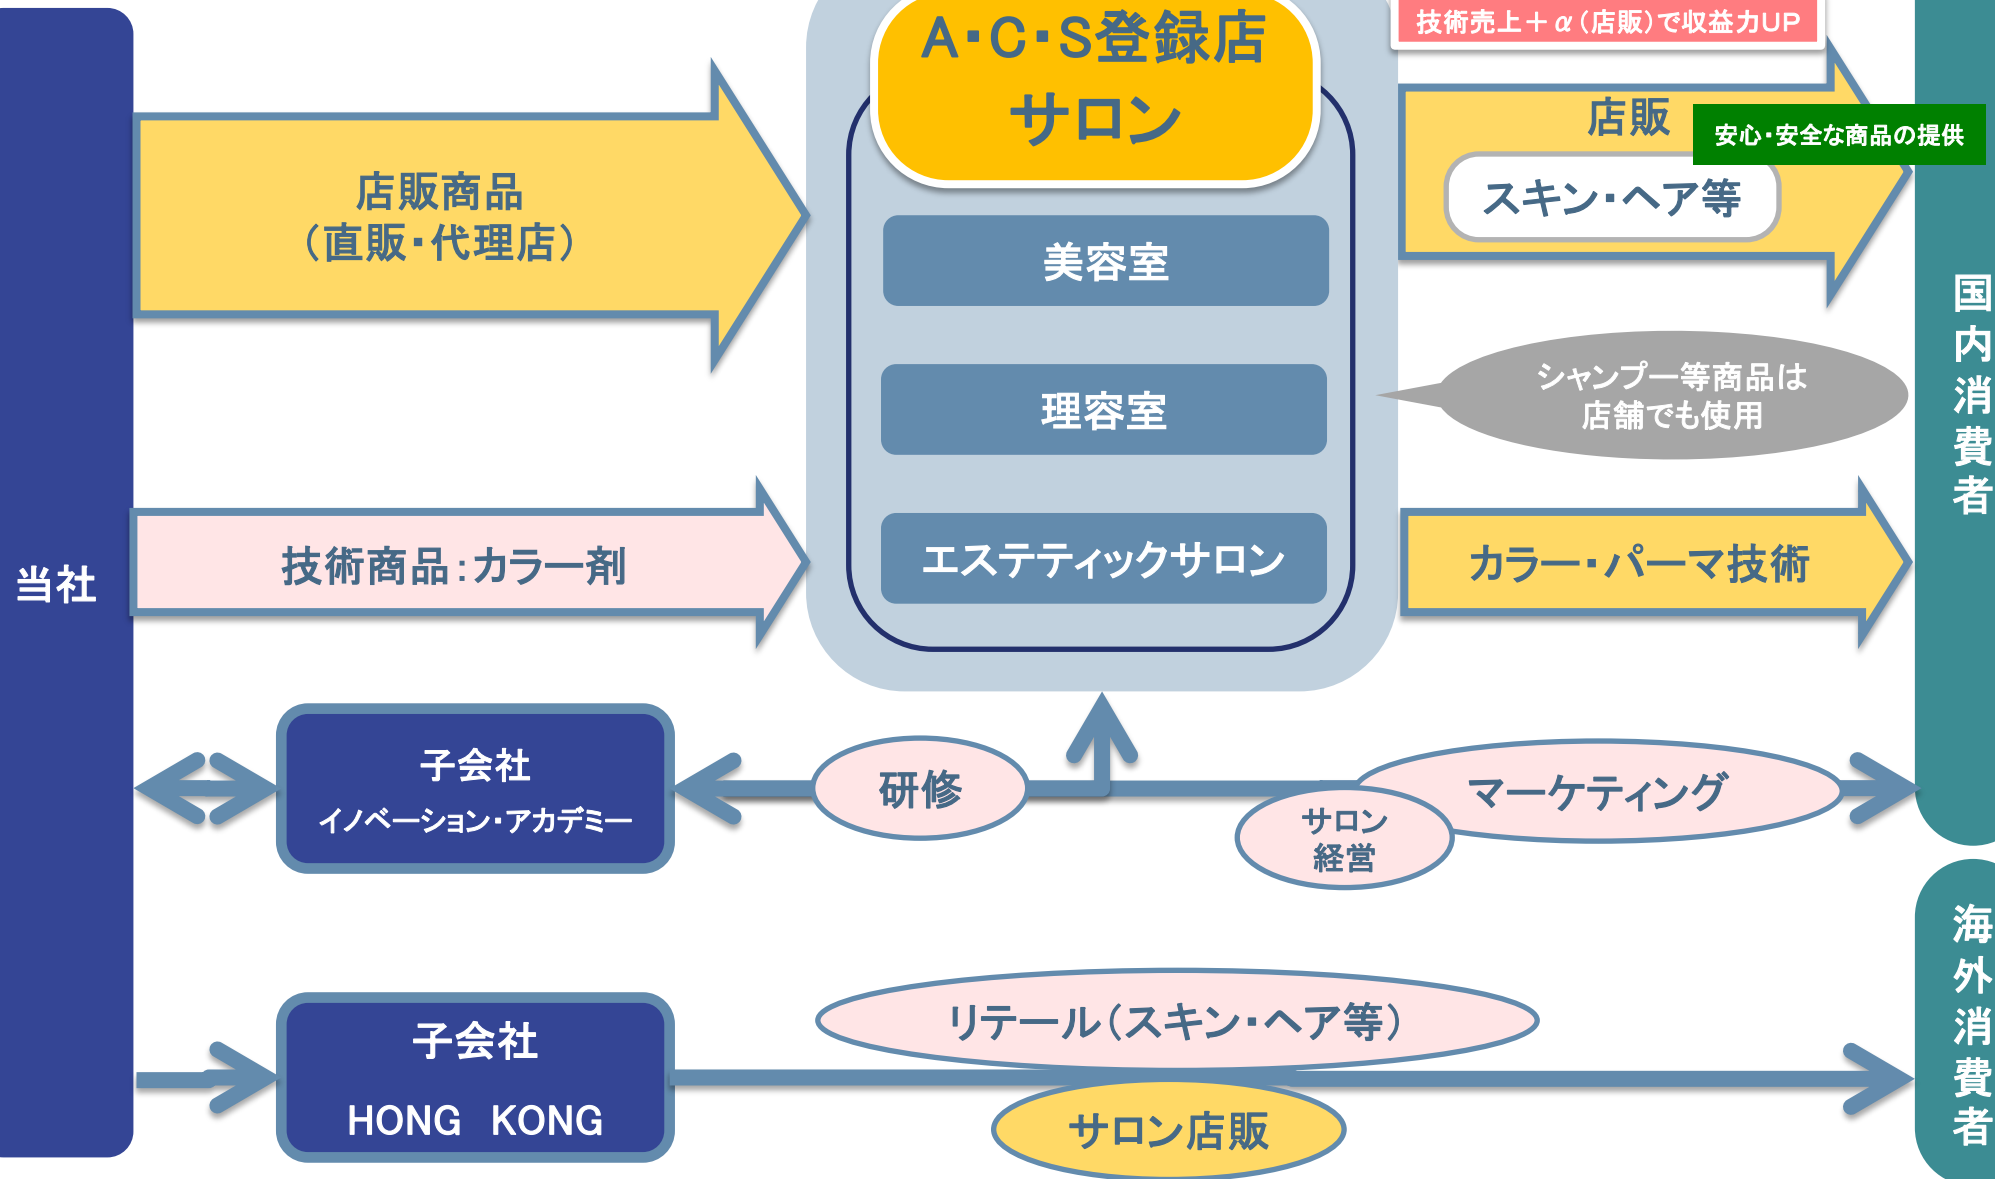 技術売上＋α（店販）で収益力UP
A・C・S登録店
サロン
店販
安心・安全な商品の提供
スキン・ヘア等
店販商品
（直販・代理店）
美容室
理容室
エステティックサロン
シャンプー等商品は
店舗でも使用
国内消費者
当社
技術商品：カラー剤
カラー・パーマ技術
子会社
イノベーション・アカデミー
研修
マーケティング
サロン
経営
海外消費者
子会社
HONG　KONG
リテール（スキン・ヘア等）
サロン店販